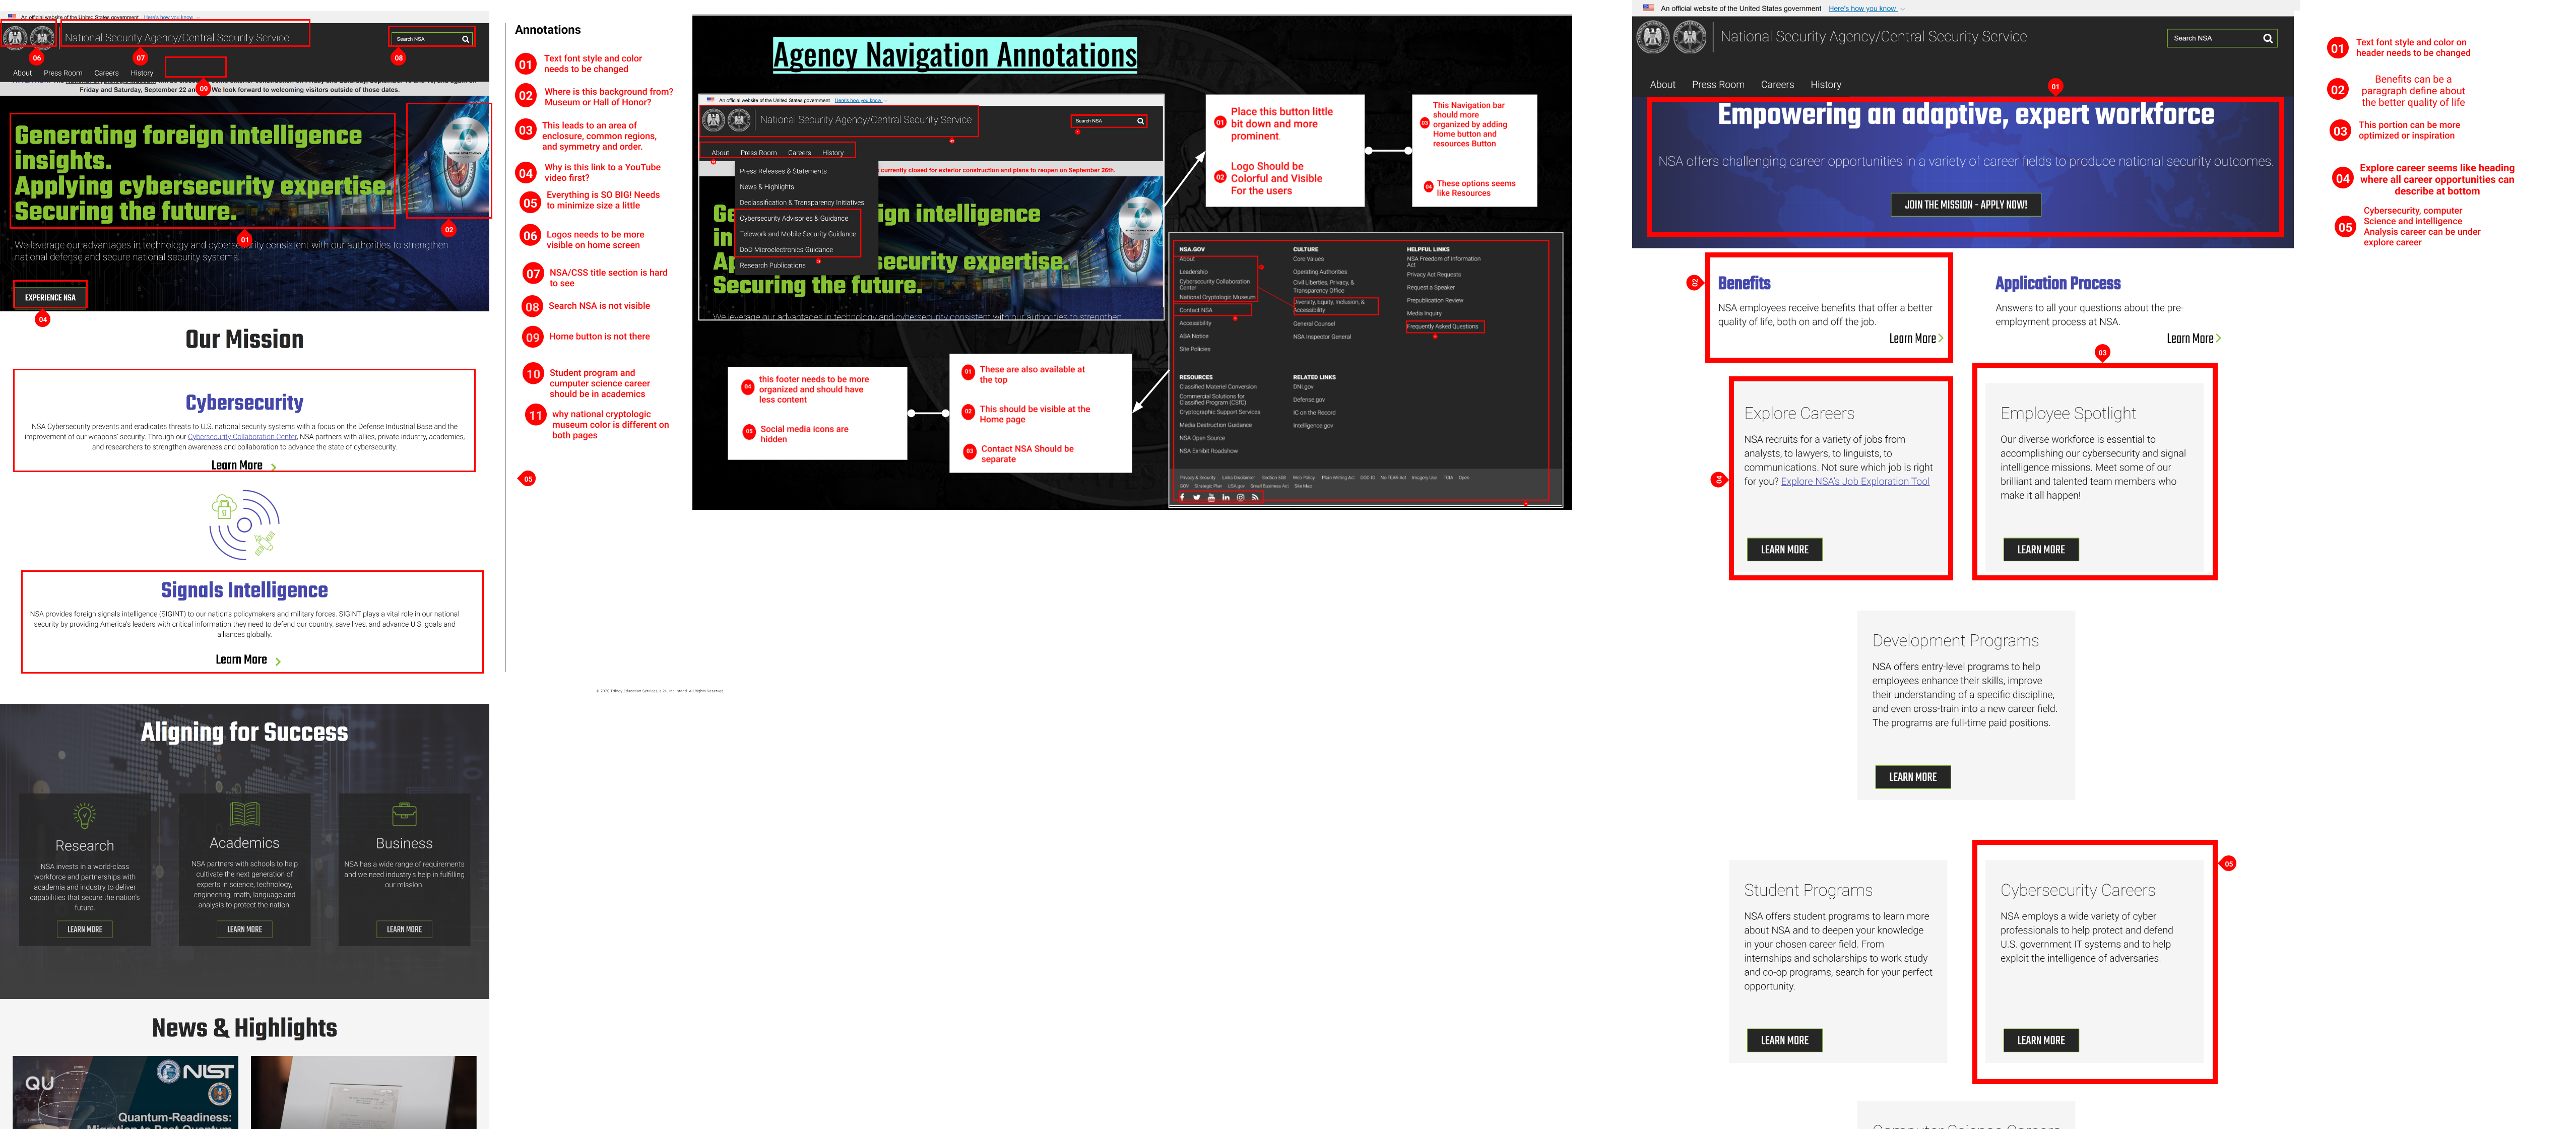 An official website of the United States government Here's how you know
National Security Agency/Central Security Service
Search NSA
06
07
08
About Press Room Careers History
09
Friday and Saturday, September 22 an
We look forward to welcoming visitors outside of those dates.
Generating foreign intelligence
insights.
Applying cybersecurity expertise.
Securing the future.
01
02
We leverage our advantages in technology and cybersecurity consistent with our authorities to strengthen
national defense and secure national security systems.
EXPERIENCE NSA
04
Our Mission
Cybersecurity
NSA Cybersecurity prevents and eradicates threats to U.S. national security systems with a focus on the Defense Industrial Base and the
improvement of our weapons' security. Through our Cybersecurity Collaboration Center, NSA partners with allies, private industry, academics,
and researchers to strengthen awareness and collaboration to advance the state of cybersecurity.
Learn More
Signals Intelligence
NSA provides foreign signals intelligence (SIGINT) to our nation's policymakers and military forces. SIGINT plays a vital role in our national
security by providing America's leaders with critical information they need to defend our country, save lives, and advance U.S. goals and
alliances globally.
Learn More
Aligning for Success
Research
NSA invests in a world-class
workforce and partnerships with
academia and industry to deliver
capabilities that secure the nation's
future.
LEARN MORE
Academics
NSA partners with schools to help
cultivate the next generation of
experts in science, technology,
engineering, math, language and
analysis to protect the nation.
LEARN MORE
Business
NSA has a wide range of requirements
and we need industry's help in fulfilling
our mission.
LEARN MORE
News & Highlights
QU
NIST
Quantum-Readiness:
Migration to Post-Quantum
Annotations
01 Text font style and color
needs to be changed
02 Where is this background from?
Museum or Hall of Honor?
03 This leads to an area of
enclosure, common regions,
and symmetry and order.
04 Why is this link to a YouTube
video first?
05 Everything is SO BIG! Needs
to minimize size a little
06 Logos needs to be more
visible on home screen
07 NSA/CSS title section is hard
to see
08 Search NSA is not visible
09 Home button is not there
10 Student program and
cumputer science career
should be in academics
11 why national cryptologic
museum color is different on
both pages
05
Agency Navigation Annotations
An official website of the United States government Here's how you know
National Security Agency/Central Security Service
Search NSA
About Press Room Careers History
currently closed for exterior construction and plans to reopen on September 26th.
Press Releases & Statements
News & Highlights
Declassification & Transparency Initiatives
Cybersecurity Advisories & Guidance
Telework and Mobile Security Guidance
DoD Microelectronics Guidance
Research Publications
Ge
ign intelligence
in
Ap
ecurity expertise.
Securing the future.
We leverage our advantages in technology and cybersecurity consistent with our authorities to strengthen
01 Place this button little
bit down and more
prominent
02 Logo Should be
Colorful and Visible
For the users
03 This Navigation bar
should more
organized by adding
Home button and
resources Button
04 These options seems
like Resources
NSA.GOV
About
Leadership
Cybersecurity Collaboration
Center
National Cryptologic Museum
Contact NSA
Accessibility
ABA Notice
Site Policies
CULTURE
Core Values
Operating Authorities
Civil Liberties, Privacy, &
Transparency Office
Diversity, Equity, Inclusion, &
Accessibility
General Counsel
NSA Inspector General
HELPFUL LINKS
NSA Freedom of Information
Act
Privacy Act Requests
Request a Speaker
Prepublication Review
Media Inquiry
Frequently Asked Questions
RESOURCES
Classified Materiel Conversion
Commercial Solutions for
Classified Program (CSfC)
Cryptographic Support Services
Media Destruction Guidance
NSA Open Source
NSA Exhibit Roadshow
RELATED LINKS
DNI.gov
Defense.gov
IC on the Record
Intelligence.gov
Privacy & Security Links Disclaimer Section 508 Web Policy Plain Writing Act DOD IG No FEAR Act Imagery Use FOIA Open
GOV Strategic Plan USA.gov Small Business Act Site Map
04 this footer needs to be more
organized and should have
less content
05 Social media icons are
hidden
01 These are also available at
the top
02 This should be visible at the
Home page
03 Contact NSA Should be
separate
An official website of the United States government Here's how you know
National Security Agency/Central Security Service
Search NSA
About Press Room Careers History
01
Empowering an adaptive, expert workforce
NSA offers challenging career opportunities in a variety of career fields to produce national security outcomes.
JOIN THE MISSION - APPLY NOW!
02
Benefits
NSA employees receive benefits that offer a better
quality of life, both on and off the job.
Learn More
Application Process
Answers to all your questions about the pre-
employment process at NSA.
Learn More
03
04
Explore Careers
NSA recruits for a variety of jobs from
analysts, to lawyers, to linguists, to
communications. Not sure which job is right
for you? Explore NSA's Job Exploration Tool
LEARN MORE
Employee Spotlight
Our diverse workforce is essential to
accomplishing our cybersecurity and signal
intelligence missions. Meet some of our
brilliant and talented team members who
make it all happen!
LEARN MORE
Development Programs
NSA offers entry-level programs to help
employees enhance their skills, improve
their understanding of a specific discipline,
and even cross-train into a new career field.
The programs are full-time paid positions.
LEARN MORE
Student Programs
NSA offers student programs to learn more
about NSA and to deepen your knowledge
in your chosen career field. From
internships and scholarships to work study
and co-op programs, search for your perfect
opportunity.
LEARN MORE
05
Cybersecurity Careers
NSA employs a wide variety of cyber
professionals to help protect and defend
U.S. government IT systems and to help
exploit the intelligence of adversaries.
LEARN MORE
01 Text font style and color on
header needs to be changed
02 Benefits can be a
paragraph define about
the better quality of life
03 This portion can be more
optimized or inspiration
04 Explore career seems like heading
where all career opportunities can
describe at bottom
05 Cybersecurity, computer
Science and intelligence
Analysis career can be under
explore career